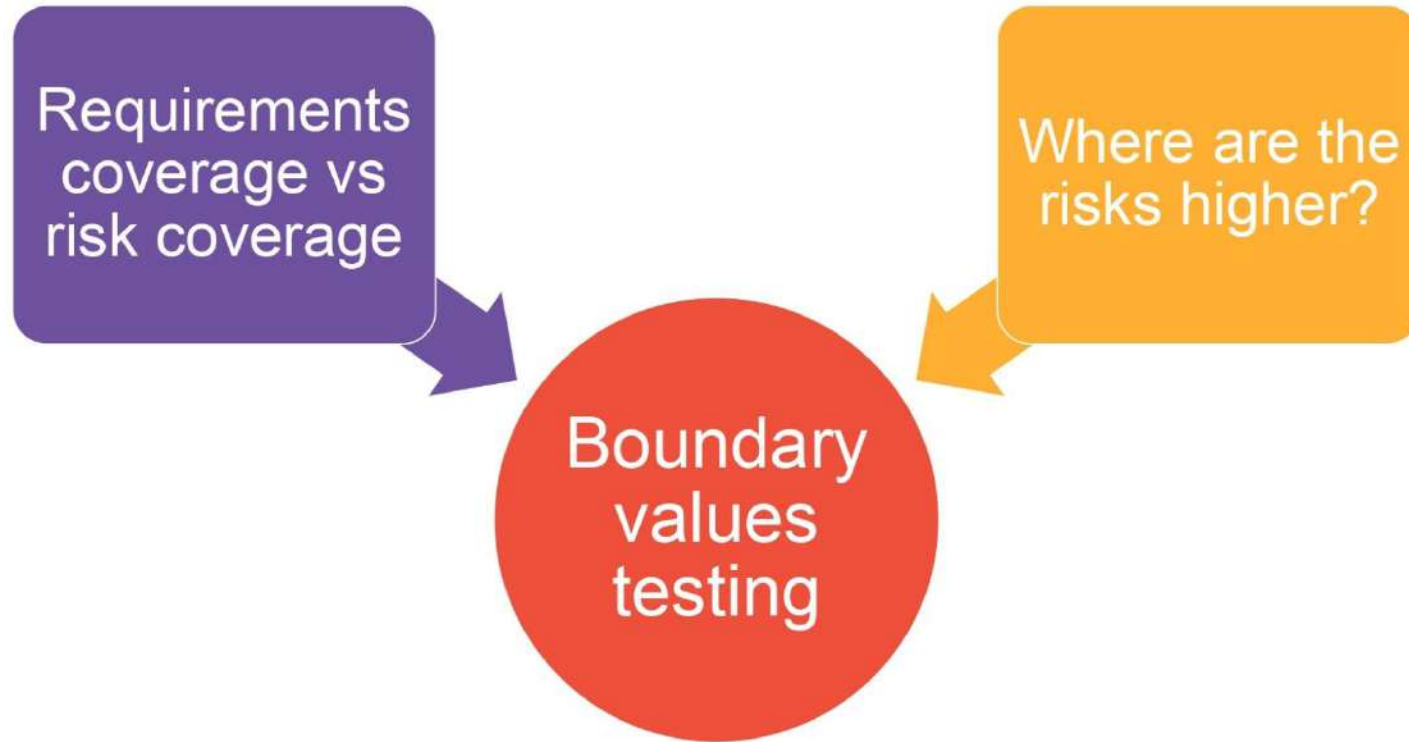 Requirements
coverage vs
risk coverage
Where are the
risks higher?
Boundary
values
testing